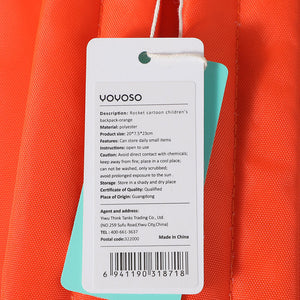 YOYOSO
Description: Rocket cartoon children's
backpack-orange
Material: polyester
Product size: 20*7.5*23cm
Features: Can store daily small items
Instructions: open to use
Caution: Avoid direct contact with chemicals;
keep away from fire; place in a cool place;
can not be washed, only scrubbed;
avoid prolonged exposure to the sun.
Storage: Store in a shady and dry place
Certificate of Quality: Qualified
Place of Origin: Guangdong
Agent and address:
Yiwu Think Tanks Trading Co., Ltd.
(NO.259 Sufu Road,Yiwu City,China)
TEL: 400-661-3637
Postal code:322000
Made in China
6 941190 318718